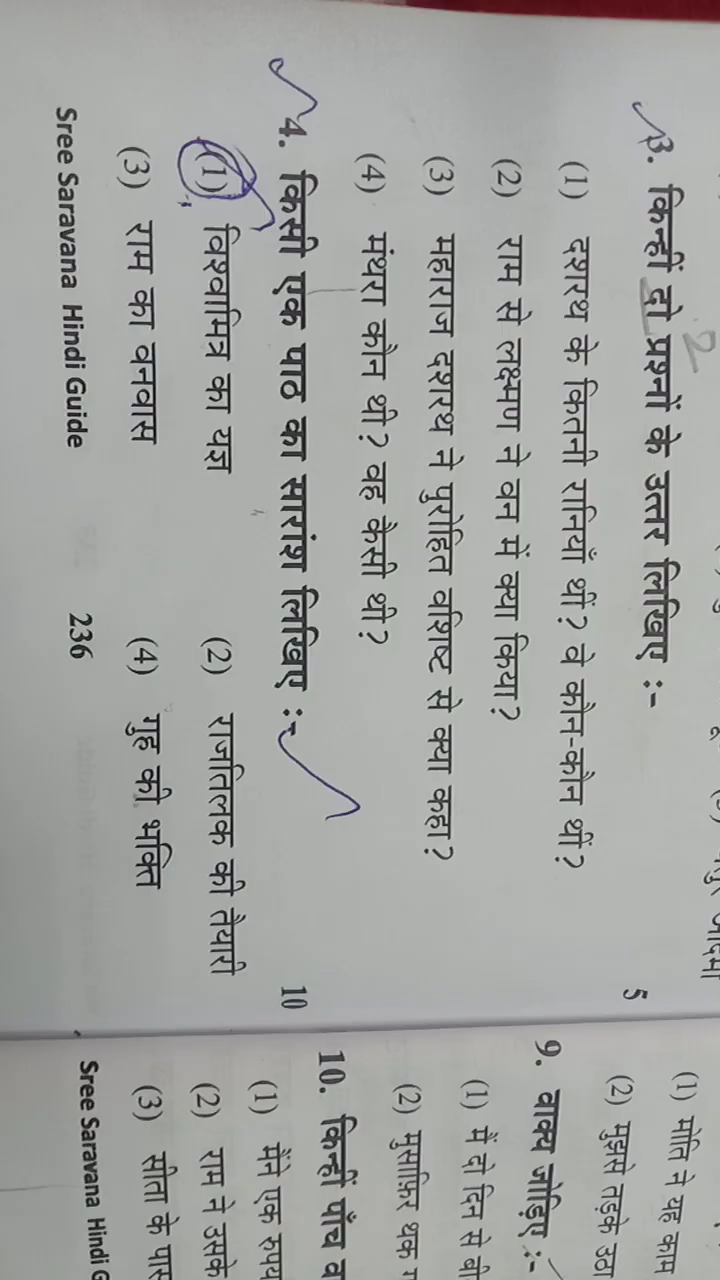 3. किन्हीं दो प्रश्नों के उत्तर लिखिए :- 5
2
(1) दशरथ के कितनी रानियाँ थीं? वे कौन-कौन थीं?
(2) राम से लक्ष्मण ने वन में क्या किया?
(3) महाराज दशरथ ने पुरोहित वशिष्ट से क्या कहा?
(4) मंथरा कौन थी? वह कैसी थी?
4. किसी एक पाठ का सारांश लिखिए :- 10
(1) विश्वामित्र का यज्ञ (2) राजतिलक की तैयारी
(3) राम का वनवास (4) गुह की भक्ति
Sree Saravana Hindi Guide 236
(1) मोति ने यह काम
(2) मुझसे तड़के उठा
9. वाक्य जोड़िए :-
(1) मैं दो दिन से बी
(2) मुसाफ़िर थक ग
10. किन्हीं पाँच व
(1) मैंने एक रुपय
(2) राम ने उसके
(3) सीता के पास
Sree Saravana Hindi G